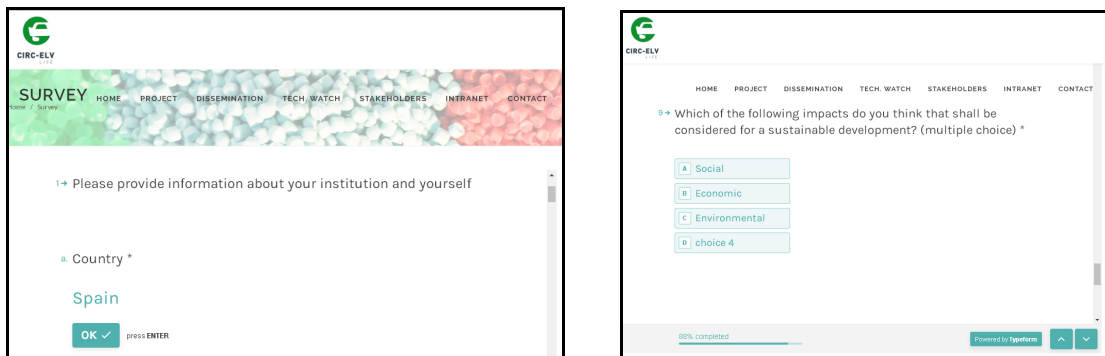 CIRC-ELV
LIFE
SURVEY
Home / Survey
HOME PROJECT DISSEMINATION TECH. WATCH STAKEHOLDERS INTRANET CONTACT
1 Please provide information about your institution and yourself
a. Country *
Spain
OK press ENTER
CIRC-ELV
LIFE
HOME PROJECT DISSEMINATION TECH. WATCH STAKEHOLDERS INTRANET CONTACT
9 Which of the following impacts do you think that shall be
considered for a sustainable development? (multiple choice) *
A Social
B Economic
C Environmental
D choice 4
88% completed
Powered by Typeform